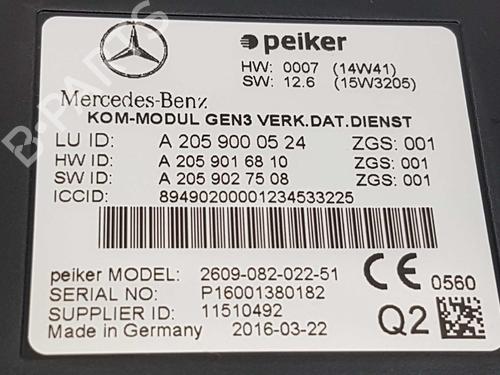 peiker
HW: 0007 (14W41)
SW: 12.6 (15W3205)
Mercedes-Benz
KOM-MODUL GEN3 VERK.DAT.DIENST
LU ID: A 205 900 05 24 ZGS: 001
HW ID: A 205 901 68 10 ZGS: 001
SW ID: A 205 902 75 08 ZGS: 001
ICCID: 89490200001234533225
peiker MODEL: 2609-082-022-51
SERIAL NO: P16001380182
SUPPLIER ID: 11510492
Made in Germany 2016-03-22
CE 0560
Q2
B-PARTS